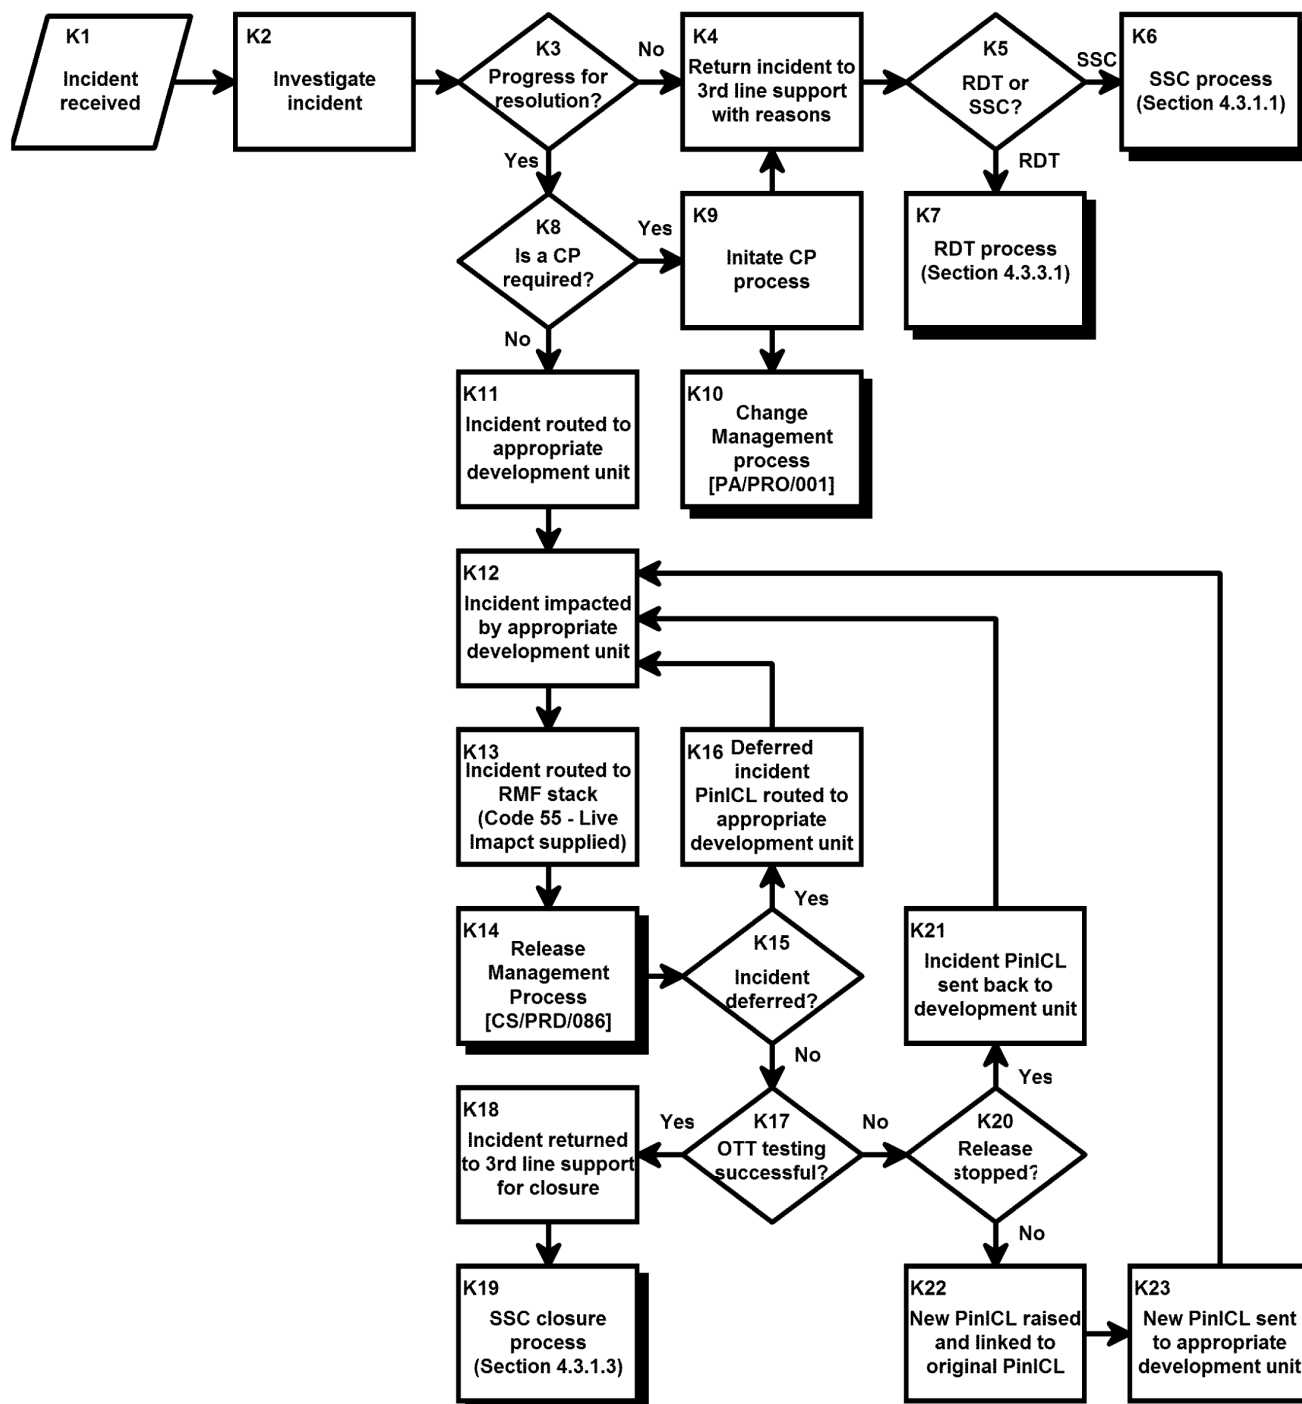 K1
Incident
received
K2
Investigate
incident
K3
Progress for
resolution?
No
Yes
K4
Return incident to
3rd line support
with reasons
K5
RDT or
SSC?
SSC
RDT
K6
SSC process
(Section 4.3.1.1)
K7
RDT process
(Section 4.3.3.1)
K8
Is a CP
required?
Yes
No
K9
Initate CP
process
K10
Change
Management
process
[PA/PRO/001]
K11
Incident routed to
appropriate
development unit
K12
Incident impacted
by appropriate
development unit
K13
Incident routed to
RMF stack
(Code 55 - Live
Imapct supplied)
K14
Release
Management
Process
[CS/PRD/086]
K15
Incident
deferred?
Yes
No
K16
Deferred
incident
PinICL routed to
appropriate
development unit
K17
OTT testing
successful?
Yes
No
K18
Incident returned
to 3rd line support
for closure
K19
SSC closure
process
(Section 4.3.1.3)
K20
Release
stopped?
Yes
No
K21
Incident PinICL
sent back to
development unit
K22
New PinICL raised
and linked to
original PinICL
K23
New PinICL sent
to appropriate
development unit